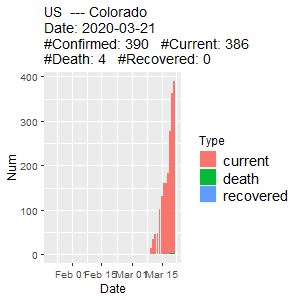 US  --- Colorado
Date: 2020-03-21
#Confirmed: 390   #Current: 386
#Death: 4   #Recovered: 0
400
300
200
100
0
Num
Feb 01
Feb 15
Mar 01
Mar 15
Date
Type
current
death
recovered